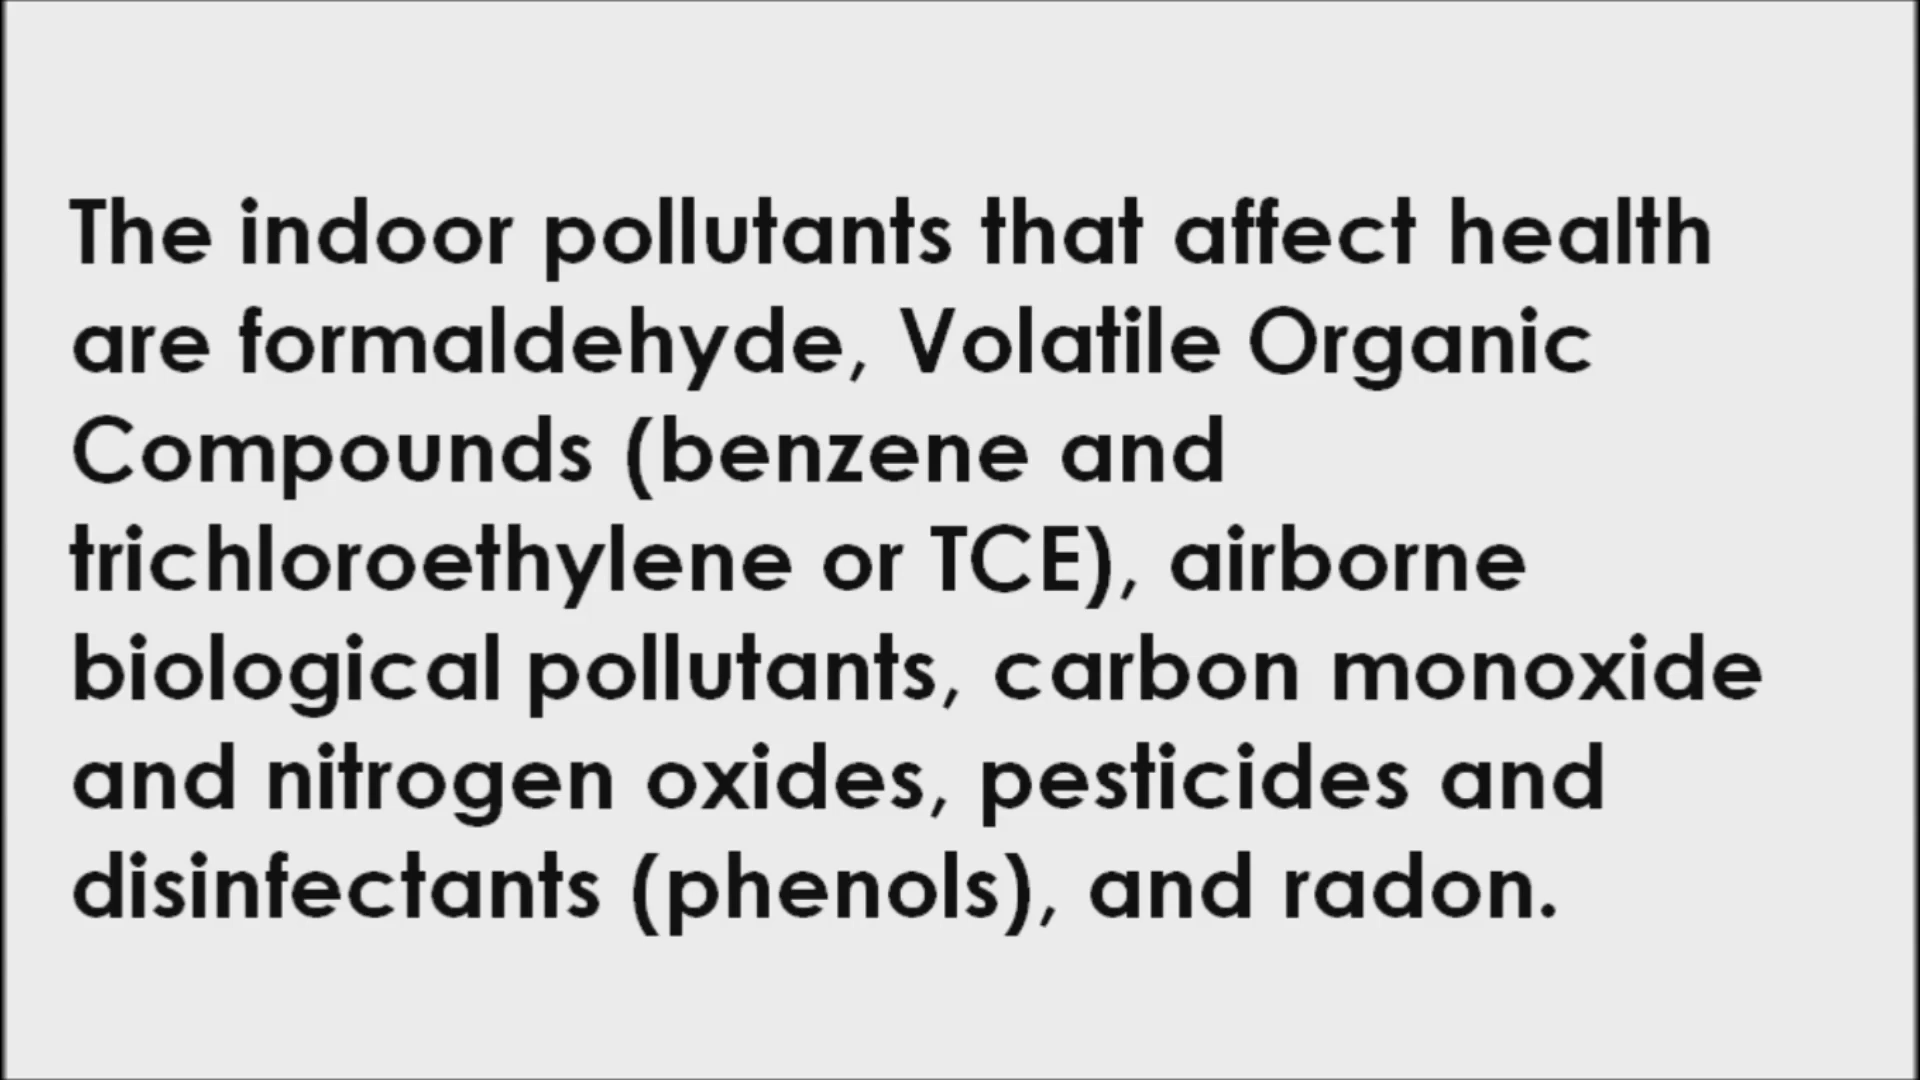 The indoor pollutants that affect health
are formaldehyde, Volatile Organic
Compounds (benzene and
trichloroethylene or TCE), airborne
biological pollutants, carbon monoxide
and nitrogen oxides, pesticides and
disinfectants (phenols), and radon.